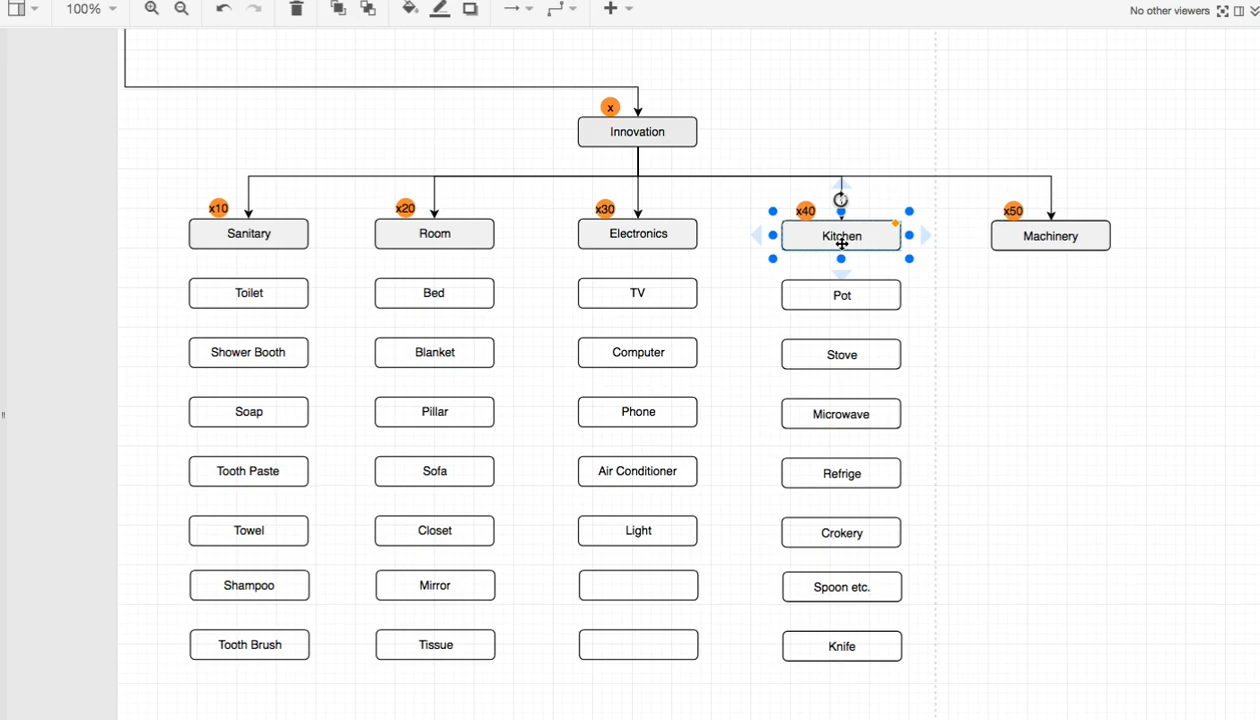 100%
No other viewers
x
Innovation
x10 x20 x30 x40 x50
Sanitary Room Electronics Kitchen Machinery
Toilet Bed TV Pot
Shower Booth Blanket Computer Stove
Soap Pillar Phone Microwave
Tooth Paste Sofa Air Conditioner Refrige
Towel Closet Light Crokery
Shampoo Mirror Spoon etc.
Tooth Brush Tissue Knife